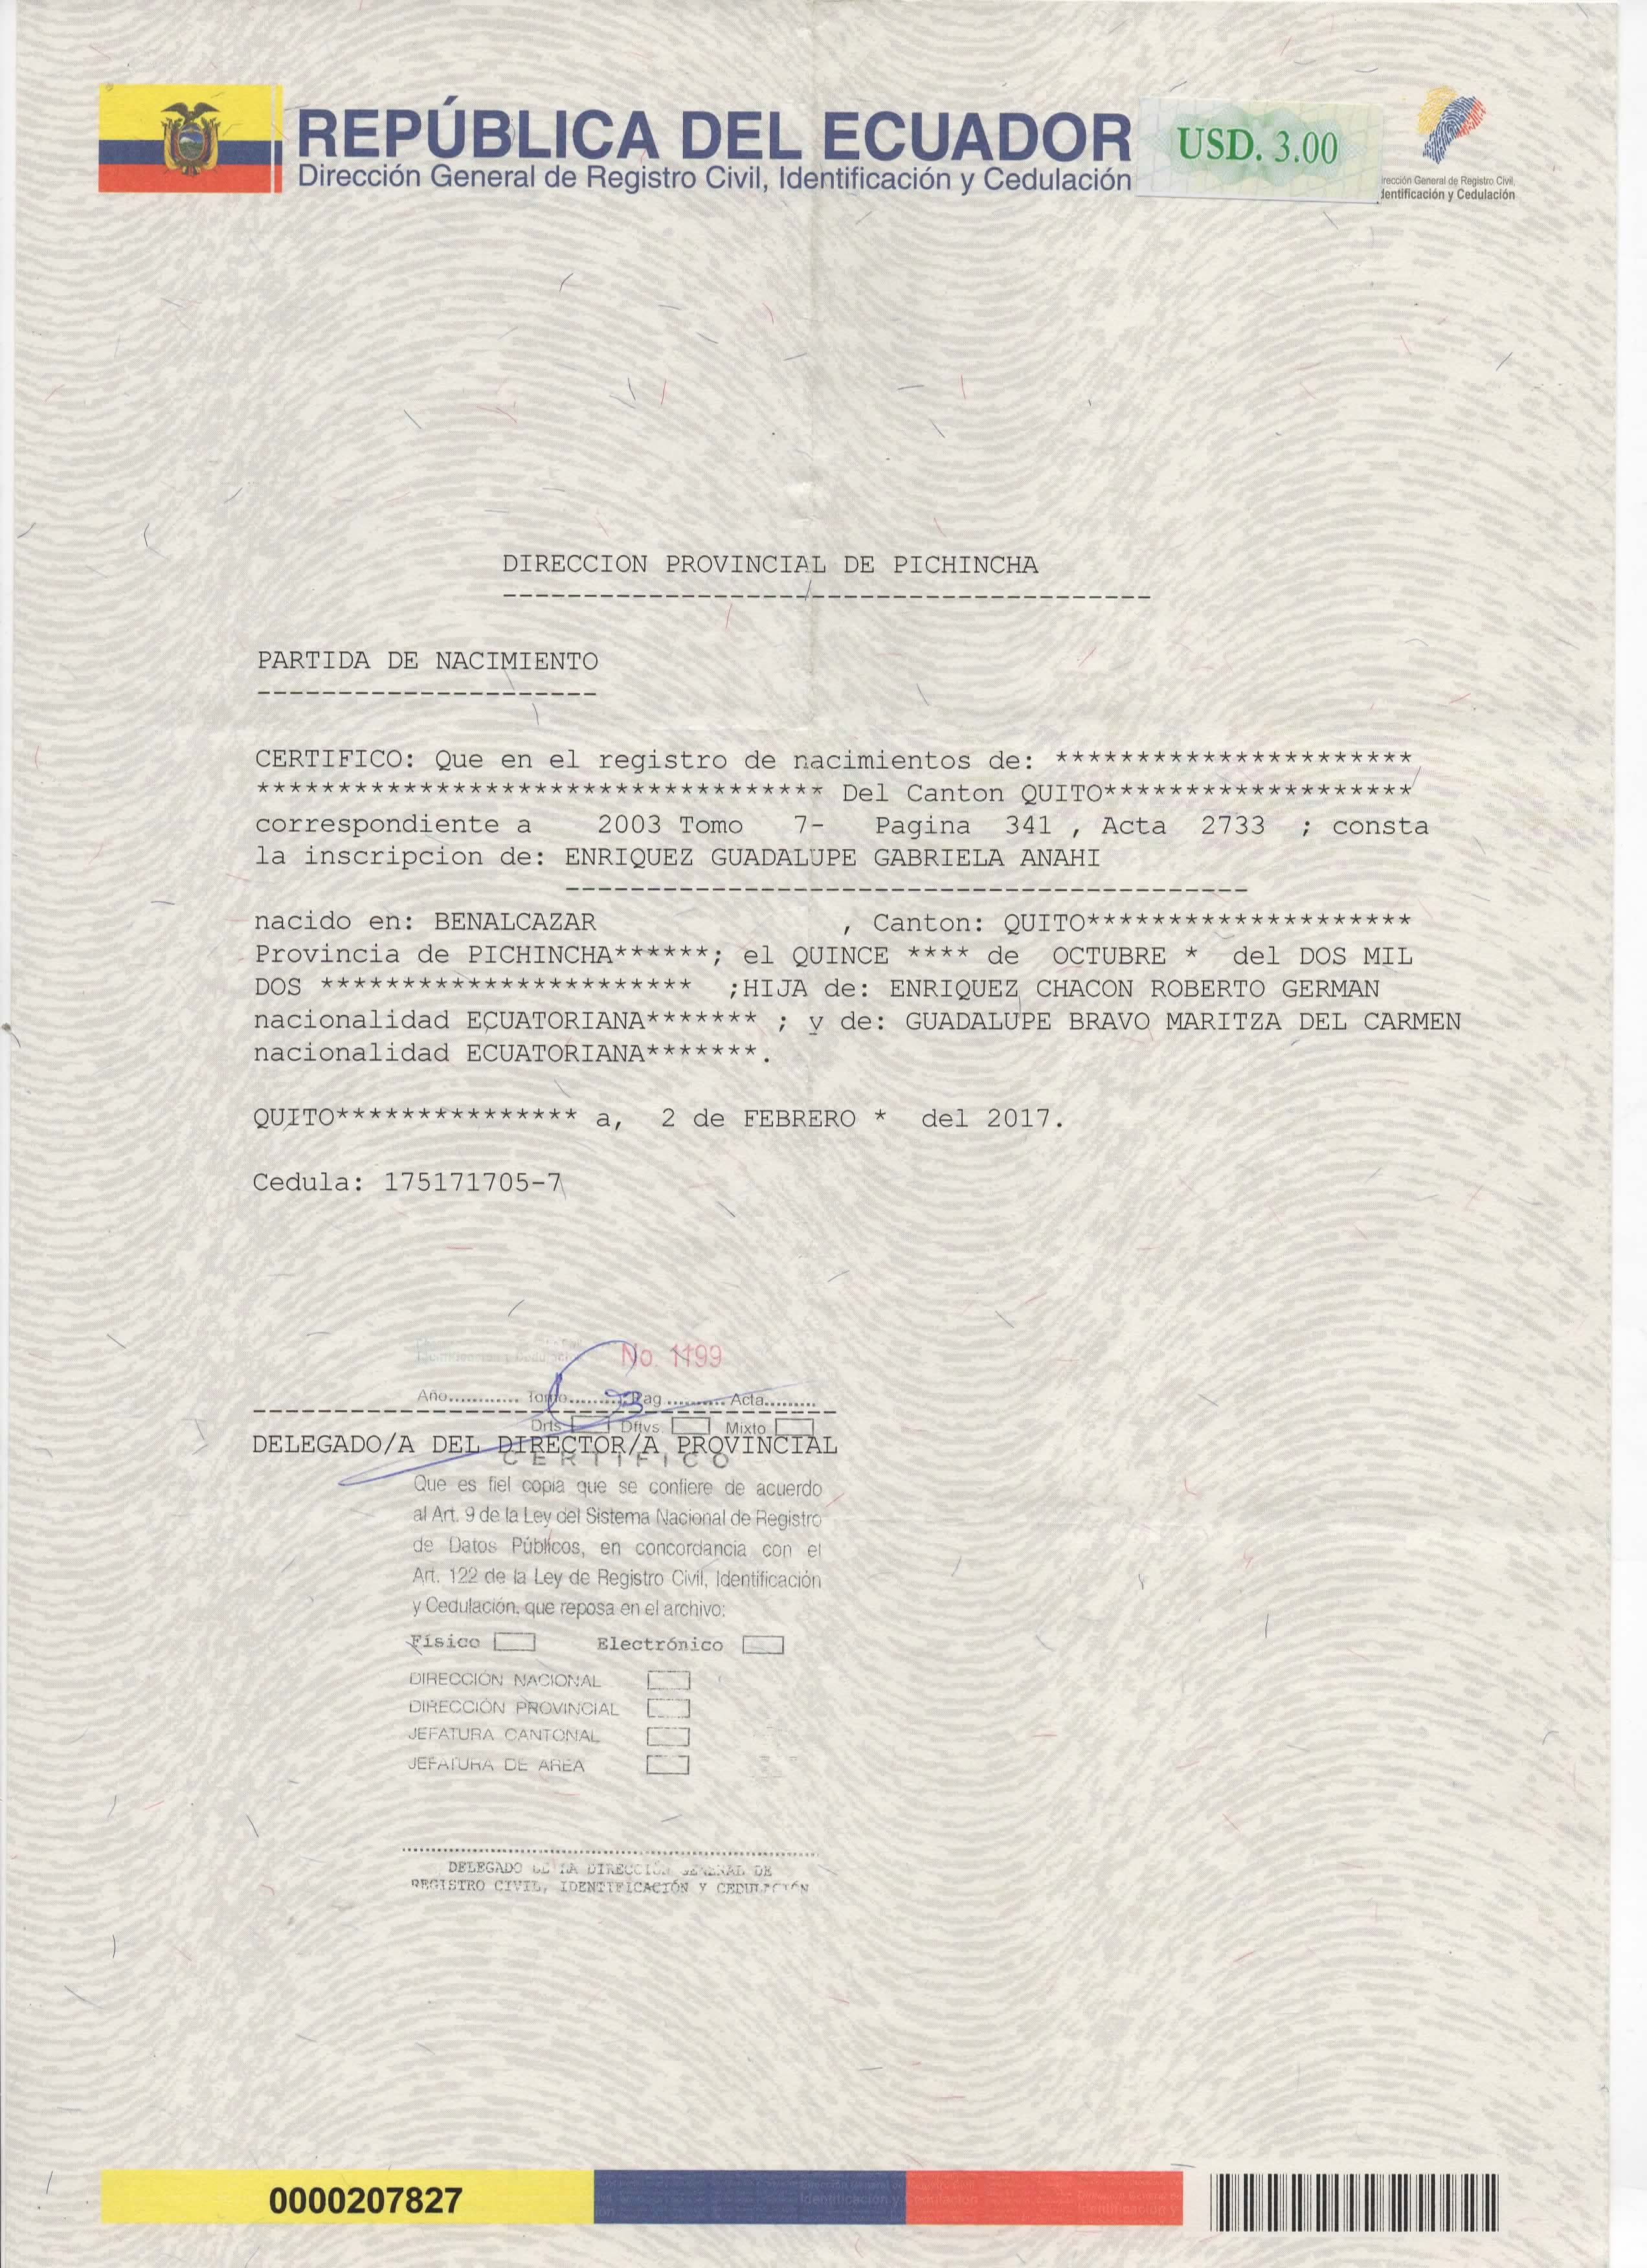 REPÚBLICA DEL ECUADOR
Dirección General de Registro Civil, Identificación y Cedulación
USD. 3.00
rección General de Registro Civil,
dentificación y Cedulación
DIRECCION PROVINCIAL DE PICHINCHA
----------------------------------------
PARTIDA DE NACIMIENTO
---------------------
CERTIFICO: Que en el registro de nacimientos de: **********************
*********************************** Del Canton QUITO*******************
correspondiente a 2003 Tomo 7- Pagina 341 , Acta 2733 ; consta
la inscripcion de: ENRIQUEZ GUADALUPE GABRIELA ANAHI
------------------------------------------
nacido en: BENALCAZAR , Canton: QUITO********************
Provincia de PICHINCHA******; el QUINCE **** de OCTUBRE * del DOS MIL
DOS *********************** ;HIJA de: ENRIQUEZ CHACON ROBERTO GERMAN
nacionalidad ECUATORIANA******* ; y de: GUADALUPE BRAVO MARITZA DEL CARMEN
nacionalidad ECUATORIANA*******.
QUITO*************** a, 2 de FEBRERO * del 2017.
Cedula: 175171705-7
No. 1199
Año............ Tomo.......... Pag........... Acta.........
------------------------------------
Mixto
DELEGADO/A DEL DIRECTOR/A PROVINCIAL
CERTIFICO
Que es fiel copia que se confiere de acuerdo
al Art. 9 de la Ley del Sistema Nacional de Registro
de Datos Públicos, en concordancia con el
Art. 122 de la Ley de Registro Civil, Identificación
y Cedulación, que reposa en el archivo:
Físico Electrónico
DIRECCIÓN NACIONAL
DIRECCIÓN PROVINCIAL
JEFATURA CANTONAL
JEFATURA DE AREA
DELEGADO DE LA DIRECCIÓN GENERAL DE
REGISTRO CIVIL, IDENTIFICACIÓN Y CEDULACIÓN
0000207827